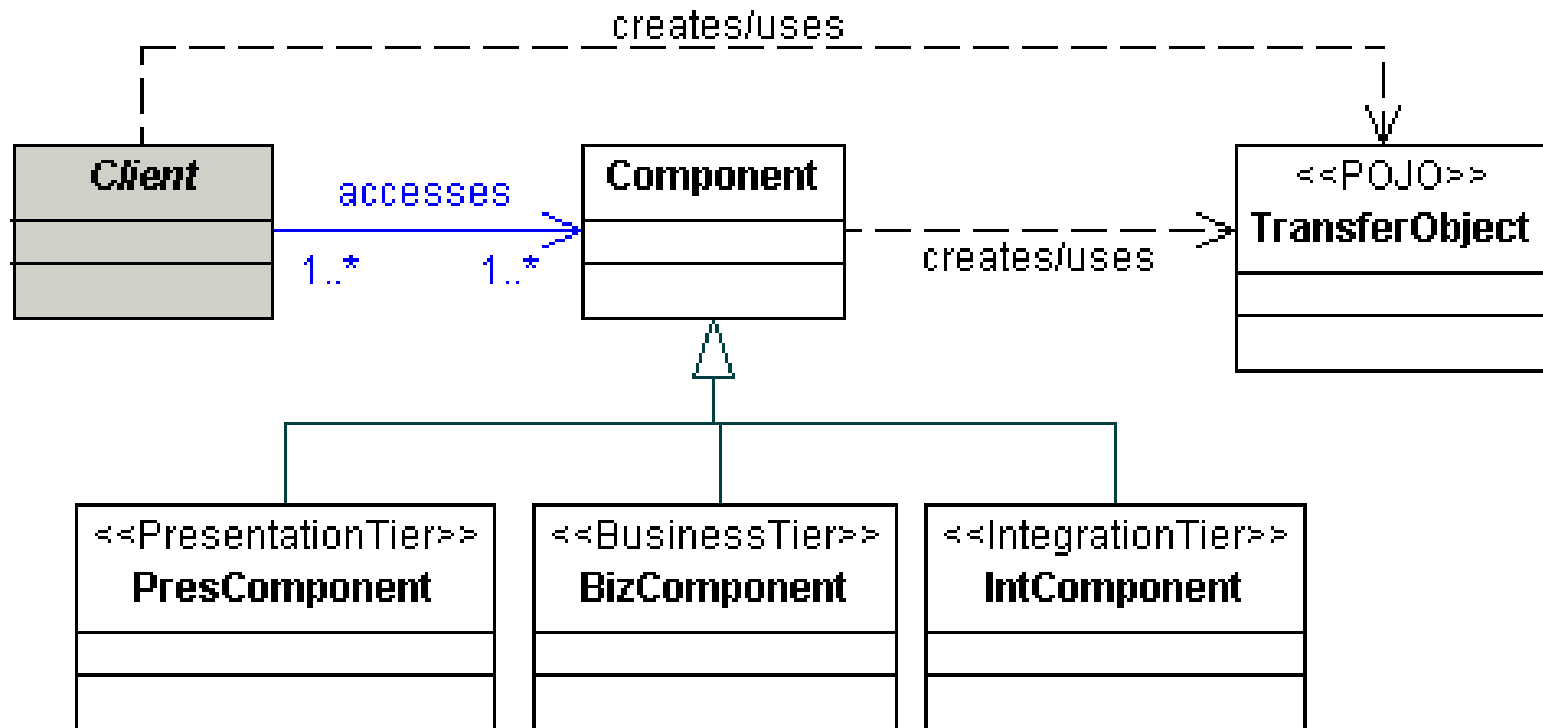 creates/uses
Client
accesses
1..*
1..*
Component
creates/uses
<<POJO>>
TransferObject
<<PresentationTier>>
PresComponent
<<BusinessTier>>
BizComponent
<<IntegrationTier>>
IntComponent